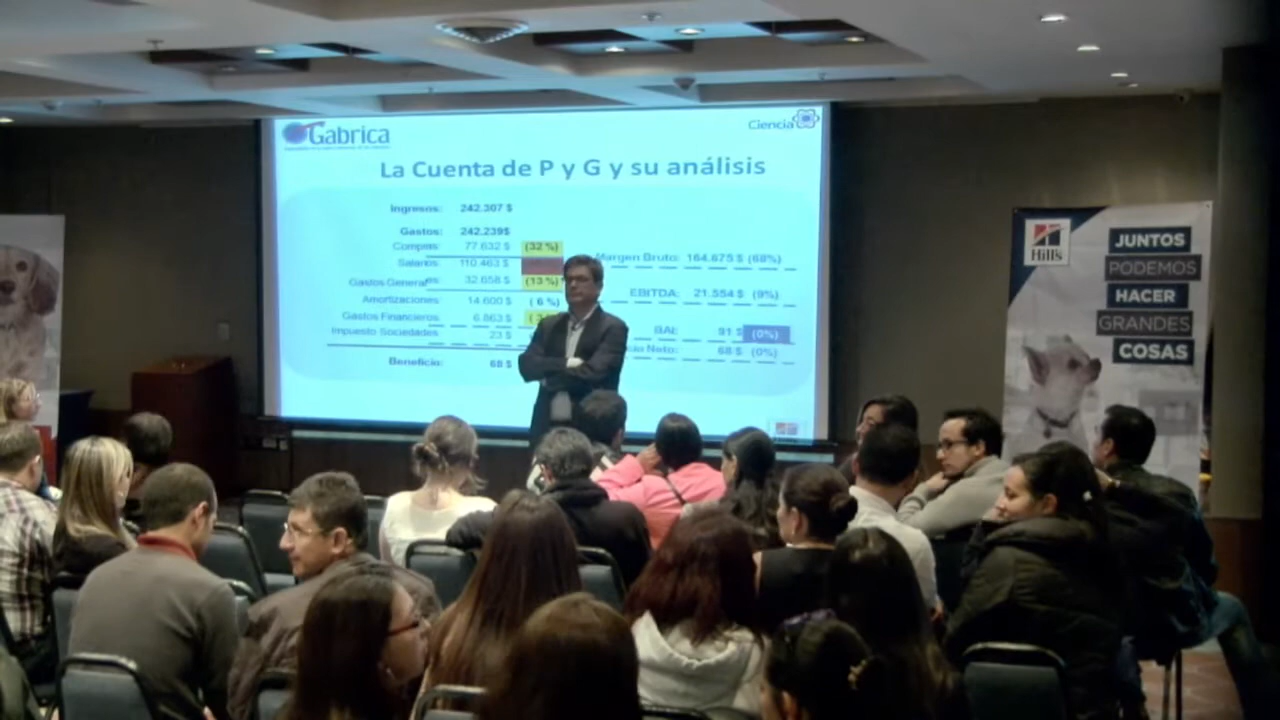 Gabrica
Ciencia
La Cuenta de P y G y su análisis
Ingresos: 242.307 $
Gastos: 242.239$
Compras: 77.632 $ (32 %)
Margen Bruto: 164.675 $ (68%)
Salarios: 110.463 $
Gastos Generales: 32.658 $ (13 %)
EBITDA: 21.554 $ (9%)
Amortizaciones: 14.600 $ ( 6 %)
Gastos Financieros: 6.863 $
BAI: 91 $ (0%)
Impuesto Sociedades: 23 $
Neto: 68 $ (0%)
Beneficio: 68 $
Hill's
JUNTOS
PODEMOS
HACER
GRANDES
COSAS